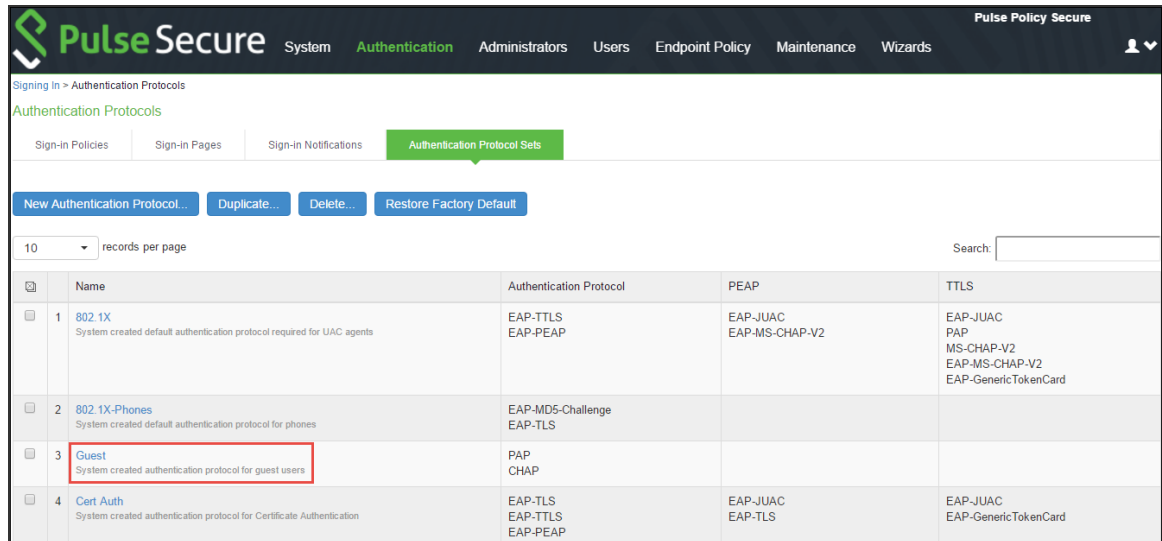 Pulse Policy Secure
Pulse Secure System Authentication Administrators Users Endpoint Policy Maintenance Wizards
Signing In > Authentication Protocols
Authentication Protocols
Sign-in Policies Sign-in Pages Sign-in Notifications Authentication Protocol Sets
New Authentication Protocol... Duplicate... Delete... Restore Factory Default
10 records per page Search:
Name Authentication Protocol PEAP TTLS
1 802.1X EAP-TTLS EAP-JUAC EAP-JUAC
System created default authentication protocol required for UAC agents EAP-PEAP EAP-MS-CHAP-V2 PAP
MS-CHAP-V2
EAP-MS-CHAP-V2
EAP-GenericTokenCard
2 802.1X-Phones EAP-MD5-Challenge
System created default authentication protocol for phones EAP-TLS
3 Guest PAP
System created authentication protocol for guest users CHAP
4 Cert Auth EAP-TLS EAP-JUAC EAP-JUAC
System created authentication protocol for Certificate Authentication EAP-TTLS EAP-TLS EAP-GenericTokenCard
EAP-PEAP